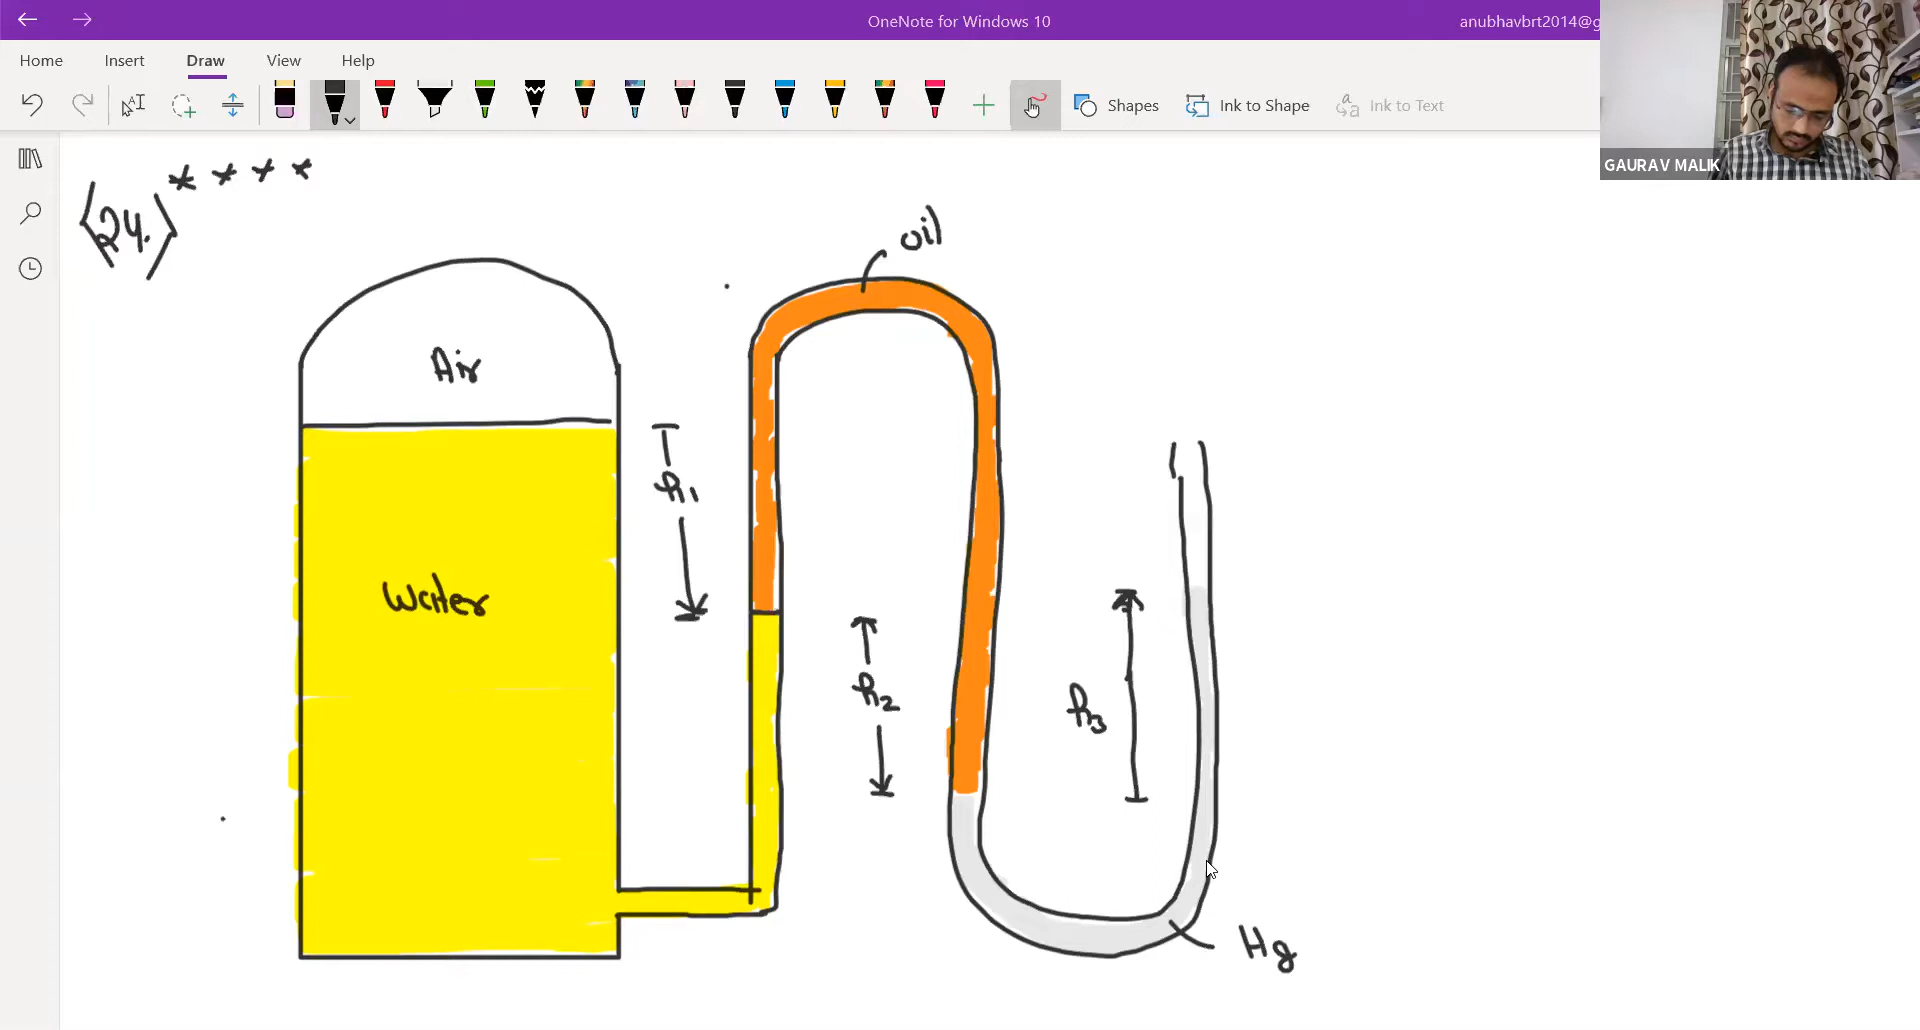 OneNote for Windows 10
anubhavbrt2014@g
Home Insert Draw View Help
Shapes Ink to Shape Ink to Text
GAURAV MALIK
⟨24.⟩ ****
oil
Air
h₁
Water
h₂
h₃
Hg